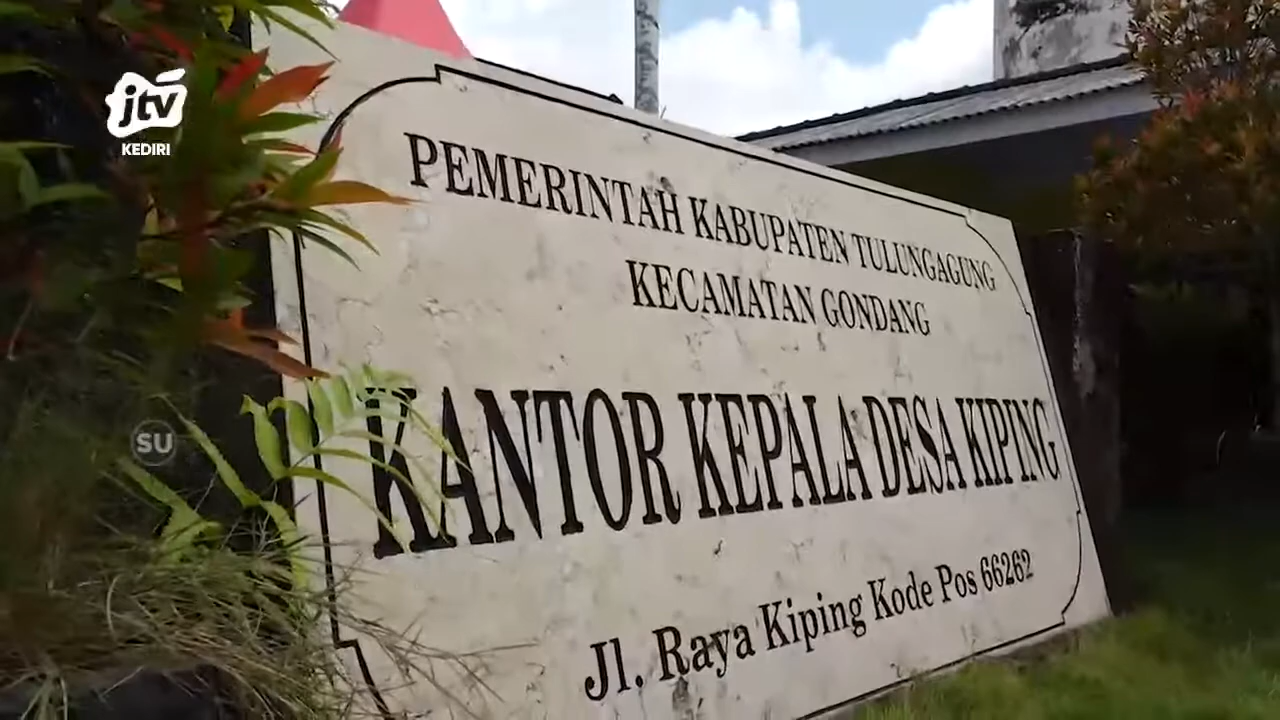 jtv
KEDIRI
PEMERINTAH KABUPATEN TULUNGAGUNG
KECAMATAN GONDANG
KANTOR KEPALA DESA KIPING
Jl. Raya Kiping Kode Pos 66262
SU